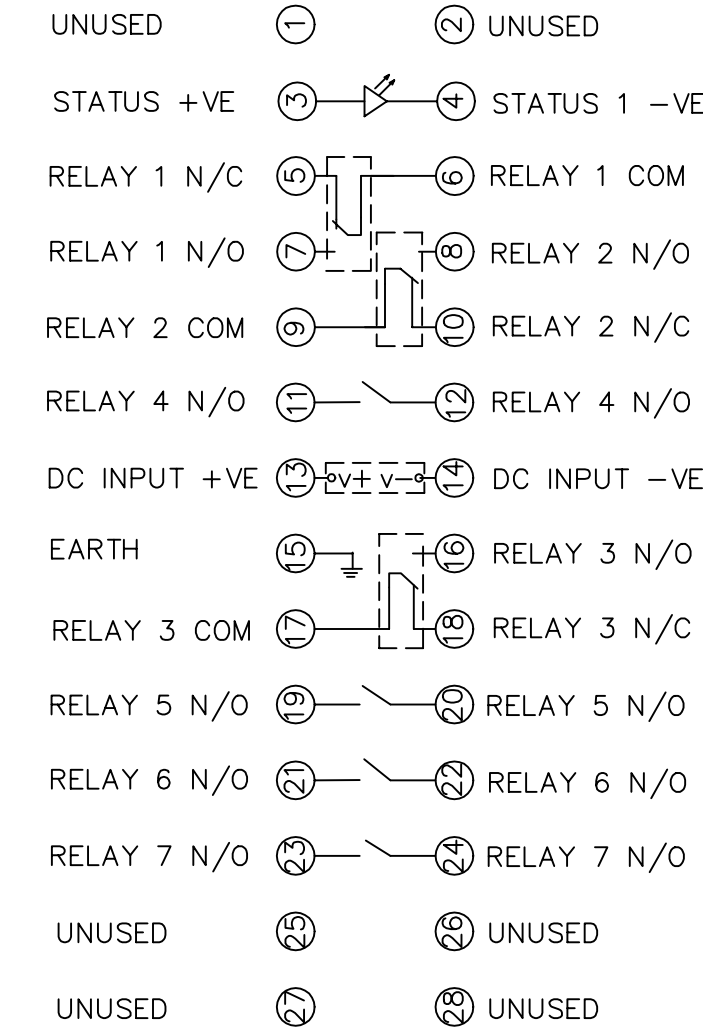 UNUSED 1 2 UNUSED
STATUS +VE 3 4 STATUS 1 −VE
RELAY 1 N/C 5 6 RELAY 1 COM
RELAY 1 N/O 7 8 RELAY 2 N/O
RELAY 2 COM 9 10 RELAY 2 N/C
RELAY 4 N/O 11 12 RELAY 4 N/O
DC INPUT +VE 13 V+ V− 14 DC INPUT −VE
EARTH 15 16 RELAY 3 N/O
RELAY 3 COM 17 18 RELAY 3 N/C
RELAY 5 N/O 19 20 RELAY 5 N/O
RELAY 6 N/O 21 22 RELAY 6 N/O
RELAY 7 N/O 23 24 RELAY 7 N/O
UNUSED 25 26 UNUSED
UNUSED 27 28 UNUSED